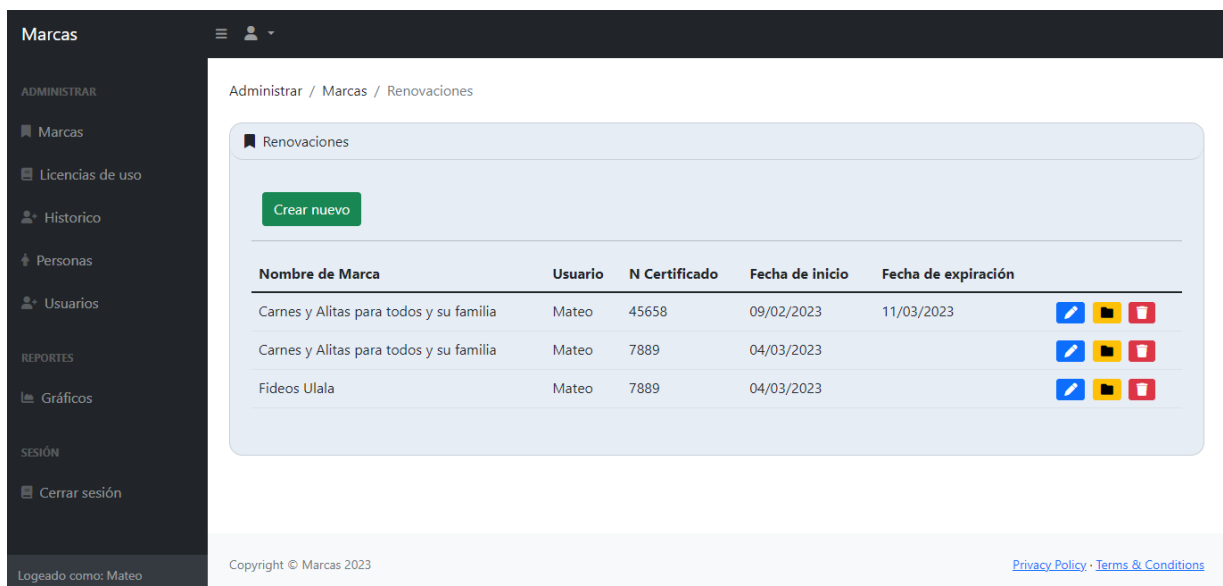 Marcas
ADMINISTRAR
Marcas
Licencias de uso
Historico
Personas
Usuarios
REPORTES
Gráficos
SESIÓN
Cerrar sesión
Logeado como: Mateo
Administrar / Marcas / Renovaciones
Renovaciones
Crear nuevo
Nombre de Marca Usuario N Certificado Fecha de inicio Fecha de expiración
Carnes y Alitas para todos y su familia Mateo 45658 09/02/2023 11/03/2023
Carnes y Alitas para todos y su familia Mateo 7889 04/03/2023
Fideos Ulala Mateo 7889 04/03/2023
Copyright © Marcas 2023 Privacy Policy · Terms & Conditions